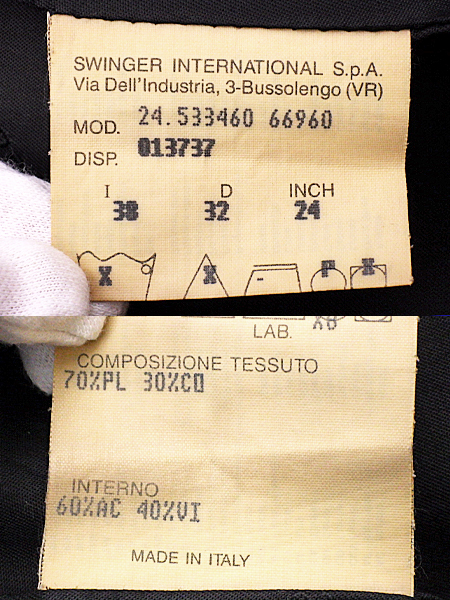 SWINGER INTERNATIONAL S.p.A.
Via Dell'Industria, 3-Bussolengo (VR)
MOD. 24.533460 66960
DISP. 013737
I D INCH
38 32 24
X X P X
LAB.
COMPOSIZIONE TESSUTO
70%PL 30%CO
INTERNO
60%AC 40%VI
MADE IN ITALY